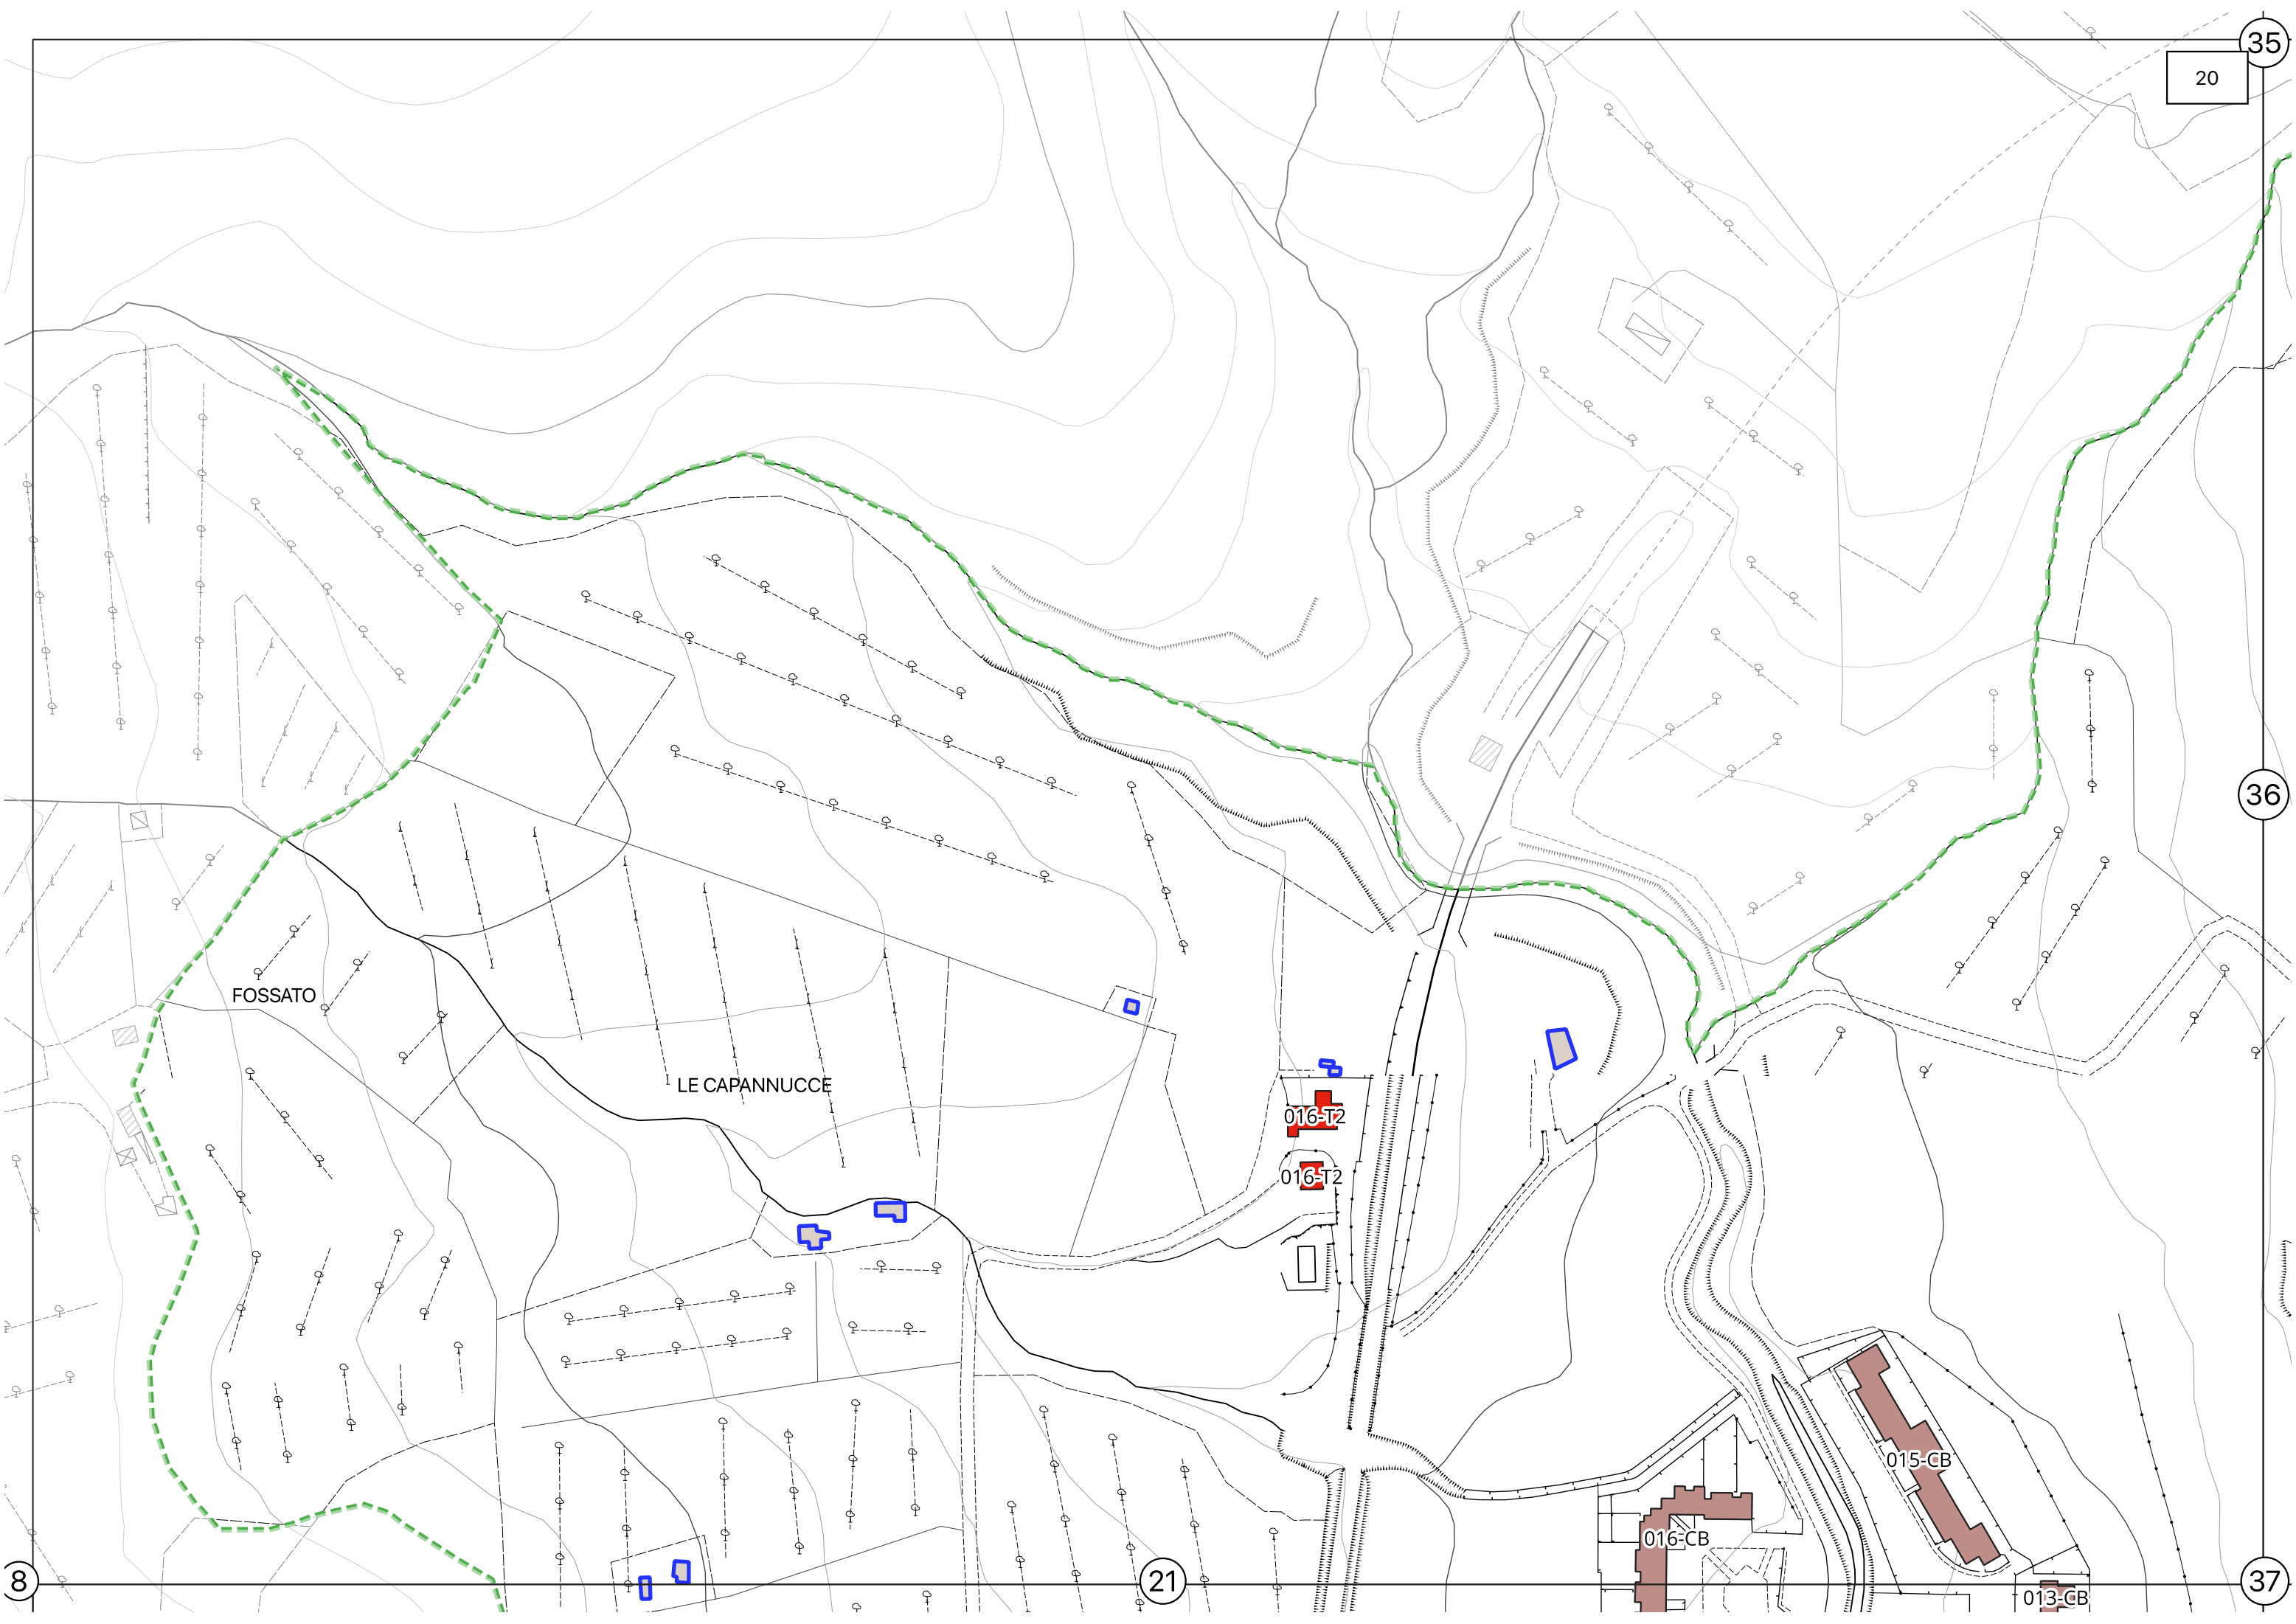 35
20
36
FOSSATO
LE CAPANNUCCE
016-T2
016-T2
015-CB
016-CB
8
21
37
013-CB